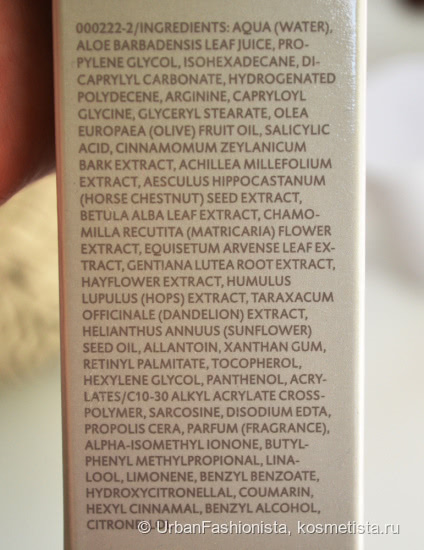 000222-2/INGREDIENTS: AQUA (WATER),
ALOE BARBADENSIS LEAF JUICE, PRO-
PYLENE GLYCOL, ISOHEXADECANE, DI-
CAPRYLYL CARBONATE, HYDROGENATED
POLYDECENE, ARGININE, CAPRYLOYL
GLYCINE, GLYCERYL STEARATE, OLEA
EUROPAEA (OLIVE) FRUIT OIL, SALICYLIC
ACID, CINNAMOMUM ZEYLANICUM
BARK EXTRACT, ACHILLEA MILLEFOLIUM
EXTRACT, AESCULUS HIPPOCASTANUM
(HORSE CHESTNUT) SEED EXTRACT,
BETULA ALBA LEAF EXTRACT, CHAMO-
MILLA RECUTITA (MATRICARIA) FLOWER
EXTRACT, EQUISETUM ARVENSE LEAF EX-
TRACT, GENTIANA LUTEA ROOT EXTRACT,
HAYFLOWER EXTRACT, HUMULUS
LUPULUS (HOPS) EXTRACT, TARAXACUM
OFFICINALE (DANDELION) EXTRACT,
HELIANTHUS ANNUUS (SUNFLOWER)
SEED OIL, ALLANTOIN, XANTHAN GUM,
RETINYL PALMITATE, TOCOPHEROL,
HEXYLENE GLYCOL, PANTHENOL, ACRY-
LATES/C10-30 ALKYL ACRYLATE CROSS-
POLYMER, SARCOSINE, DISODIUM EDTA,
PROPOLIS CERA, PARFUM (FRAGRANCE),
ALPHA-ISOMETHYL IONONE, BUTYL-
PHENYL METHYLPROPIONAL, LINA-
LOOL, LIMONENE, BENZYL BENZOATE,
HYDROXYCITRONELLAL, COUMARIN,
HEXYL CINNAMAL, BENZYL ALCOHOL,
© UrbanFashionista, kosmetista.ru